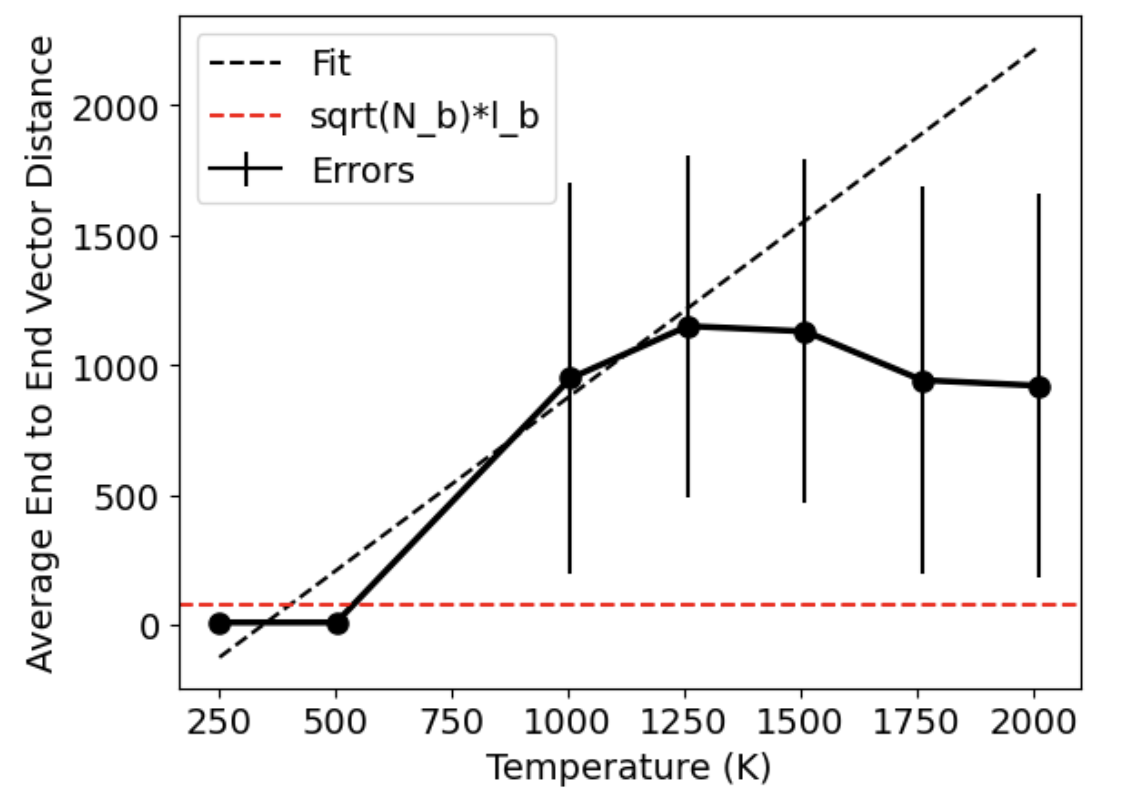 Fit
sqrt(N_b)*l_b
Errors
Average End to End Vector Distance
2000
1500
1000
500
0
250 500 750 1000 1250 1500 1750 2000
Temperature (K)